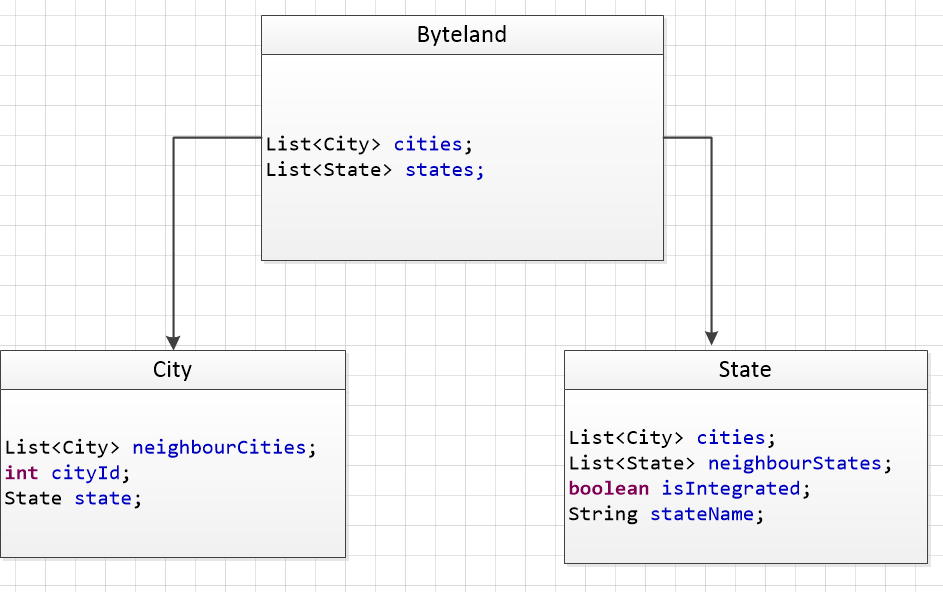 Byteland
List<City> cities;
List<State> states;
City
List<City> neighbourCities;
int cityId;
State state;
State
List<City> cities;
List<State> neighbourStates;
boolean isIntegrated;
String stateName;